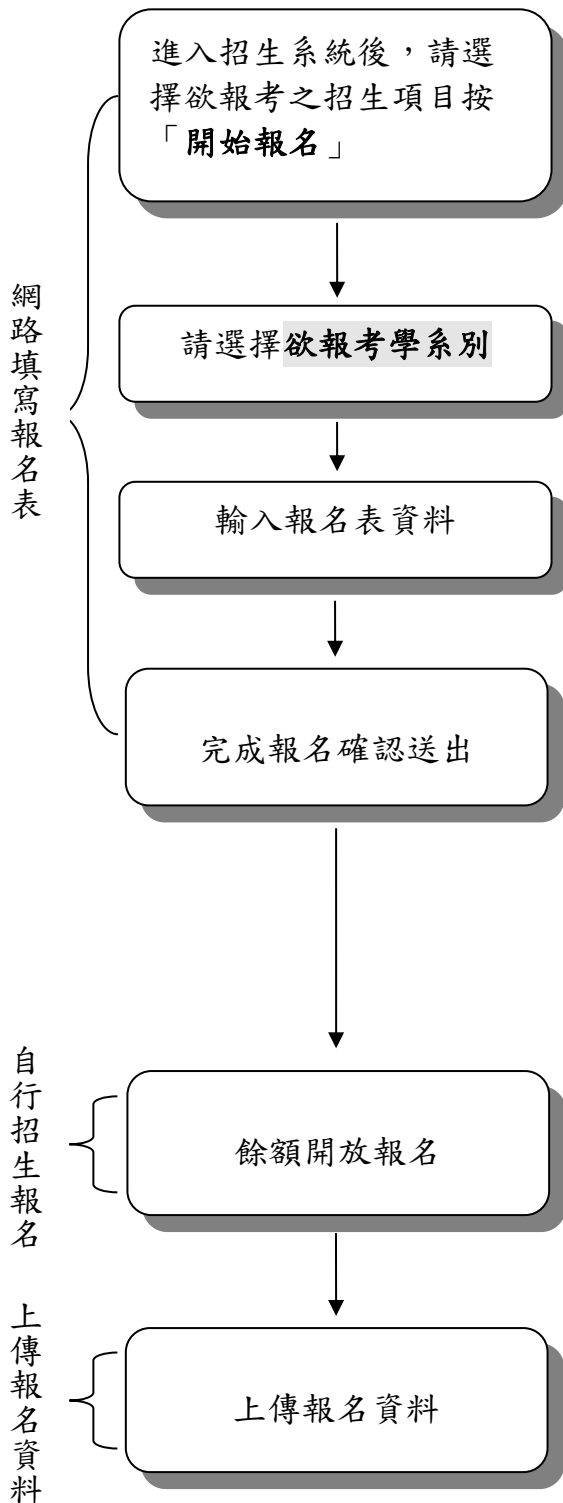 進入招生系統後，請選
擇欲報考之招生項目按
「開始報名」
網路填寫報名表
請選擇欲報考學系別
輸入報名表資料
完成報名確認送出
自行招生報名
餘額開放報名
上傳報名資料
上傳報名資料